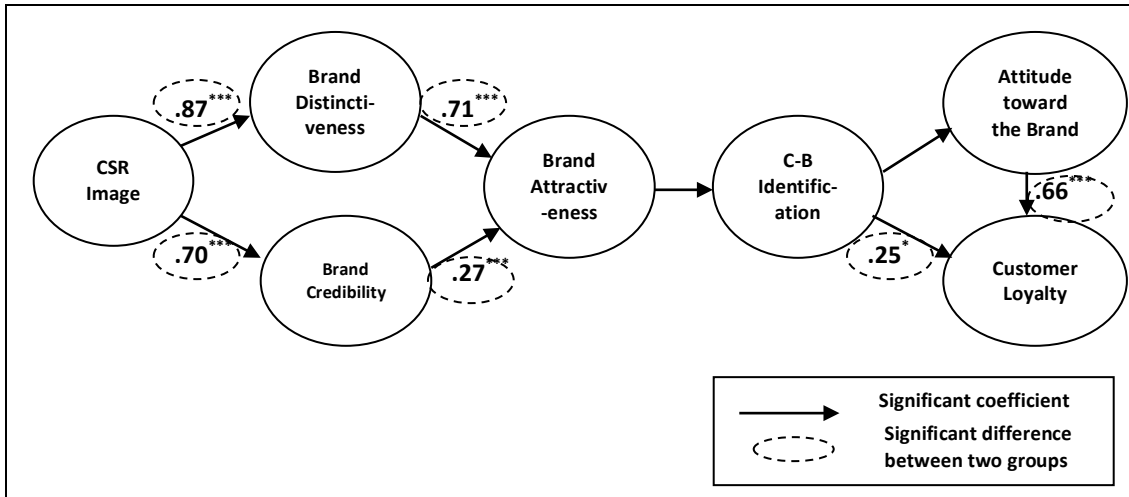 CSR
Image
.87***
.70***
Brand
Distincti-
veness
Brand
Credibility
.71***
.27***
Brand
Attractiv
-eness
C-B
Identific-
ation
.25*
Attitude
toward
the Brand
.66***
Customer
Loyalty
Significant coefficient
Significant difference
between two groups